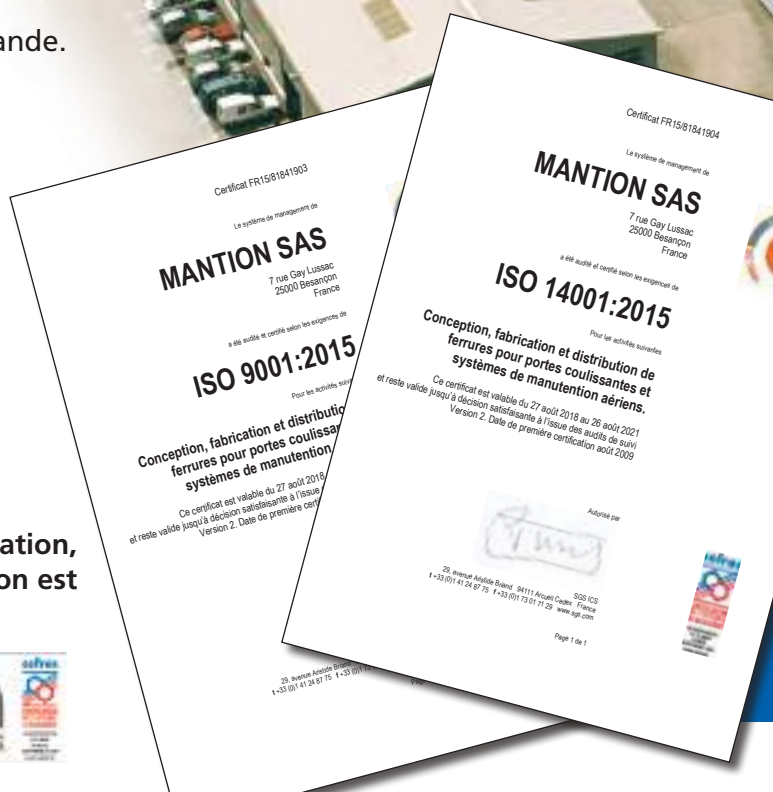 ande.
Certificat FR15/81841903
Le système de management de
MANTION SAS
7 rue Gay Lussac
25000 Besançon
France
a été audité et certifié selon les exigences de
ISO 9001:2015
Pour les activités
Conception, fabrication et
ferrures pour portes
systèmes de manutention
Ce certificat est valable du 27 août 2018
et reste valide jusqu'à décision satisfaisante à l'issue
Version 2. Date de première
29, avenue Aristide Briand
t +33 (0)1 41 24 87 75
Certificat FR15/81841904
Le système de management de
MANTION SAS
7 rue Gay Lussac
25000 Besançon
France
a été audité et certifié selon les exigences de
ISO 14001:2015
Pour les activités suivantes
Conception, fabrication et distribution de
ferrures pour portes coulissantes et
systèmes de manutention aériens.
Ce certificat est valable du 27 août 2018 au 26 août 2021
et reste valide jusqu'à décision satisfaisante à l'issue des audits de suivi
Version 2. Date de première certification août 2009
Autorisé par
SGS ICS
29, avenue Aristide Briand 94111 Arcueil Cedex France
t +33 (0)1 41 24 87 75 f +33 (0)1 73 01 71 29 www.sgs.com
Page 1 de 1
ation,
on est
cofrac